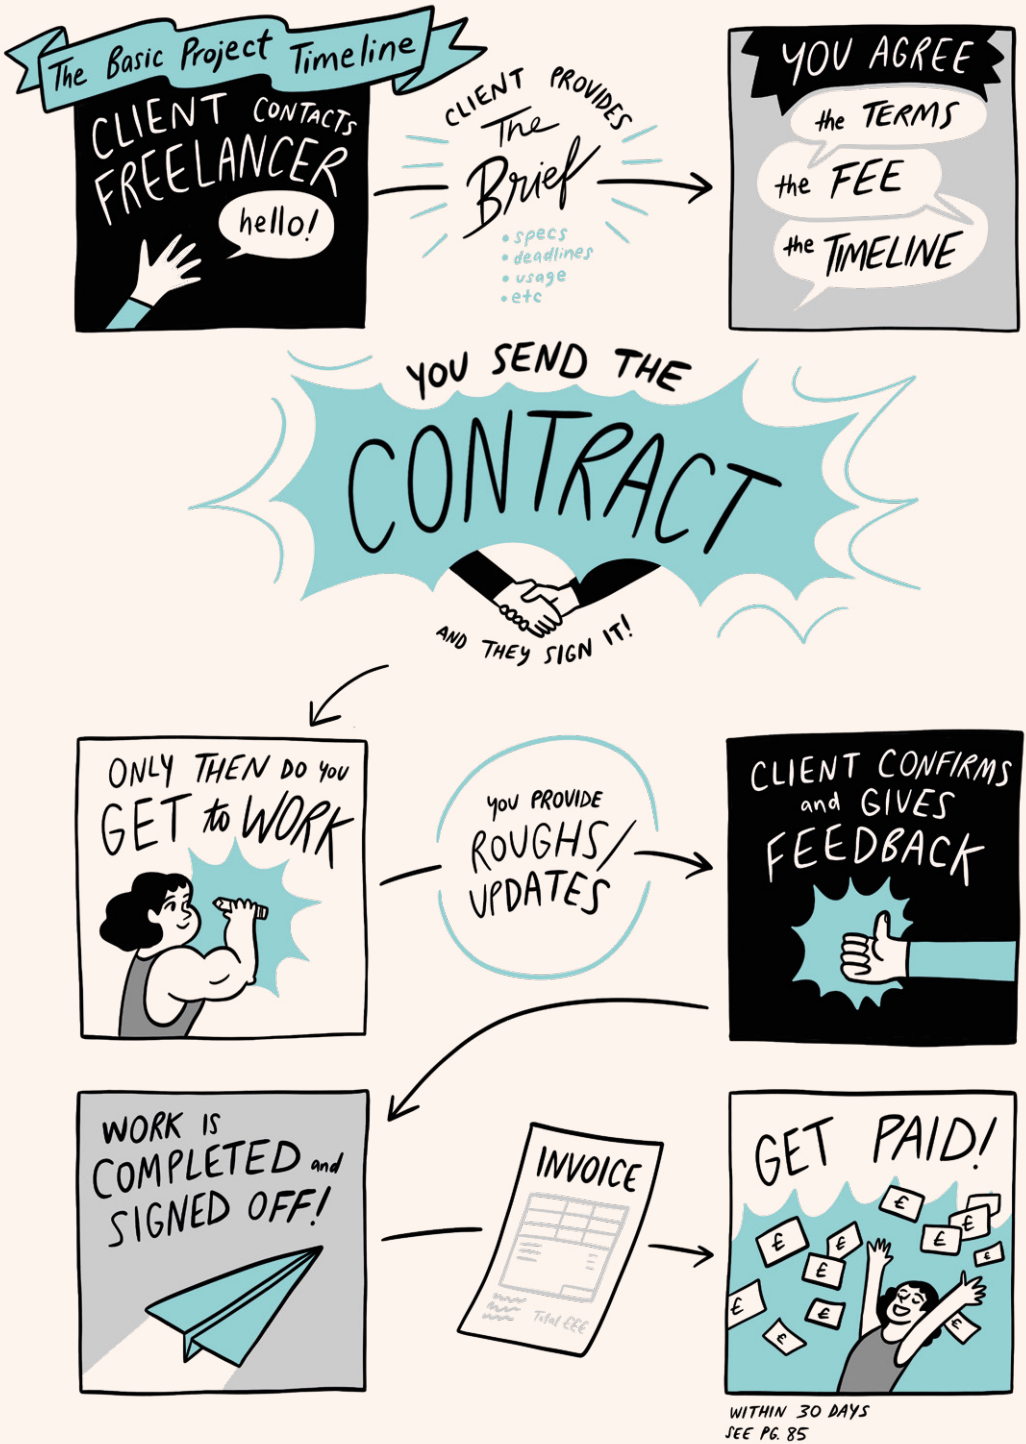 The Basic Project Timeline
CLIENT CONTACTS
FREELANCER
hello!
CLIENT PROVIDES
The
Brief
• specs
• deadlines
• usage
• etc
YOU AGREE
the TERMS
the FEE
the TIMELINE
YOU SEND THE
CONTRACT
AND THEY SIGN IT!
ONLY THEN DO YOU
GET to WORK
YOU PROVIDE
ROUGHS/
UPDATES
CLIENT CONFIRMS
and GIVES
FEEDBACK
WORK IS
COMPLETED and
SIGNED OFF!
INVOICE
Total £££
GET PAID!
£
£
£
£
£
£
£
£
£
£
£
WITHIN 30 DAYS
SEE PG. 85